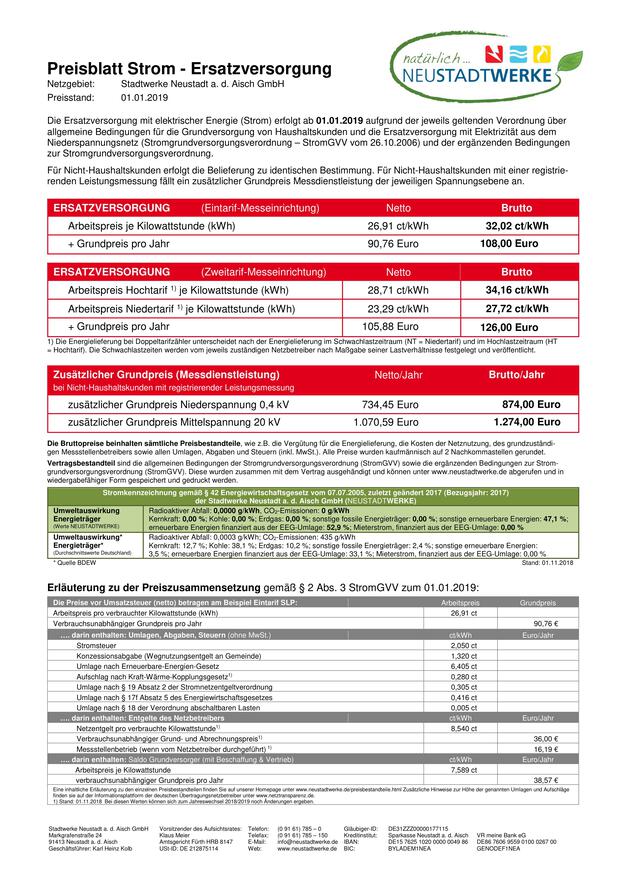 natürlich ...
NEUSTADTWERKE
Preisblatt Strom - Ersatzversorgung
Netzgebiet: Stadtwerke Neustadt a. d. Aisch GmbH
Preisstand: 01.01.2019
Die Ersatzversorgung mit elektrischer Energie (Strom) erfolgt ab 01.01.2019 aufgrund der jeweils geltenden Verordnung über
allgemeine Bedingungen für die Grundversorgung von Haushaltskunden und die Ersatzversorgung mit Elektrizität aus dem
Niederspannungsnetz (Stromgrundversorgungsverordnung – StromGVV vom 26.10.2006) und der ergänzenden Bedingungen
zur Stromgrundversorgungsverordnung.
Für Nicht-Haushaltskunden erfolgt die Belieferung zu identischen Bestimmung. Für Nicht-Haushaltskunden mit einer registrie-
renden Leistungsmessung fällt ein zusätzlicher Grundpreis Messdienstleistung der jeweiligen Spannungsebene an.
ERSATZVERSORGUNG (Eintarif-Messeinrichtung) Netto Brutto
Arbeitspreis je Kilowattstunde (kWh) 26,91 ct/kWh 32,02 ct/kWh
+ Grundpreis pro Jahr 90,76 Euro 108,00 Euro
ERSATZVERSORGUNG (Zweitarif-Messeinrichtung) Netto Brutto
Arbeitspreis Hochtarif 1) je Kilowattstunde (kWh) 28,71 ct/kWh 34,16 ct/kWh
Arbeitspreis Niedertarif 1) je Kilowattstunde (kWh) 23,29 ct/kWh 27,72 ct/kWh
+ Grundpreis pro Jahr 105,88 Euro 126,00 Euro
1) Die Energielieferung bei Doppeltarifzähler unterscheidet nach der Energielieferung im Schwachlastzeitraum (NT = Niedertarif) und im Hochlastzeitraum (HT
= Hochtarif). Die Schwachlastzeiten werden vom jeweils zuständigen Netzbetreiber nach Maßgabe seiner Lastverhältnisse festgelegt und veröffentlicht.
Zusätzlicher Grundpreis (Messdienstleistung) Netto/Jahr Brutto/Jahr
bei Nicht-Haushaltskunden mit registrierender Leistungsmessung
zusätzlicher Grundpreis Niederspannung 0,4 kV 734,45 Euro 874,00 Euro
zusätzlicher Grundpreis Mittelspannung 20 kV 1.070,59 Euro 1.274,00 Euro
Die Bruttopreise beinhalten sämtliche Preisbestandteile, wie z.B. die Vergütung für die Energielieferung, die Kosten der Netznutzung, des grundzuständi-
gen Messstellenbetreibers sowie allen Umlagen, Abgaben und Steuern (inkl. MwSt.). Alle Preise wurden kaufmännisch auf 2 Nachkommastellen gerundet.
Vertragsbestandteil sind die allgemeinen Bedingungen der Stromgrundversorgungsverordnung (StromGVV) sowie die ergänzenden Bedingungen zur Strom-
grundversorgungsverordnung (StromGVV). Diese wurden zusammen mit dem Vertrag ausgehändigt und können unter www.neustadtwerke.de abgerufen und in
wiedergabefähiger Form gespeichert und gedruckt werden.
Stromkennzeichnung gemäß § 42 Energiewirtschaftsgesetz vom 07.07.2005, zuletzt geändert 2017 (Bezugsjahr: 2017)
der Stadtwerke Neustadt a. d. Aisch GmbH (NEUSTADTWERKE)
Umweltauswirkung Radioaktiver Abfall: 0,0000 g/kWh, CO2-Emissionen: 0 g/kWh
Energieträger Kernkraft: 0,00 %; Kohle: 0,00 %; Erdgas: 0,00 %; sonstige fossile Energieträger: 0,00 %; sonstige erneuerbare Energien: 47,1 %;
(Werte NEUSTADTWERKE) erneuerbare Energien finanziert aus der EEG-Umlage: 52,9 %; Mieterstrom, finanziert aus der EEG-Umlage: 0,00 %
Umweltauswirkung* Radioaktiver Abfall: 0,0003 g/kWh; CO2-Emissionen: 435 g/kWh
Energieträger* Kernkraft: 12,7 %; Kohle: 38,1 %; Erdgas: 10,2 %; sonstige fossile Energieträger: 2,4 %; sonstige erneuerbare Energien:
(Durchschnittswerte Deutschland) 3,5 %; erneuerbare Energien finanziert aus der EEG-Umlage: 33,1 %; Mieterstrom, finanziert aus der EEG-Umlage: 0,00 %
* Quelle BDEW Stand: 01.11.2018
Erläuterung zu der Preiszusammensetzung gemäß § 2 Abs. 3 StromGVV zum 01.01.2019:
Die Preise vor Umsatzsteuer (netto) betragen am Beispiel Eintarif SLP: Arbeitspreis Grundpreis
Arbeitspreis pro verbrauchter Kilowattstunde (kWh) 26,91 ct
Verbrauchsunabhängiger Grundpreis pro Jahr 90,76 €
.... darin enthalten: Umlagen, Abgaben, Steuern (ohne MwSt.) ct/kWh Euro/Jahr
Stromsteuer 2,050 ct
Konzessionsabgabe (Wegnutzungsentgelt an Gemeinde) 1,320 ct
Umlage nach Erneuerbare-Energien-Gesetz 6,405 ct
Aufschlag nach Kraft-Wärme-Kopplungsgesetz1) 0,280 ct
Umlage nach § 19 Absatz 2 der Stromnetzentgeltverordnung 0,305 ct
Umlage nach § 17f Absatz 5 des Energiewirtschaftsgesetzes 0,416 ct
Umlage nach § 18 der Verordnung abschaltbaren Lasten 0,005 ct
.... darin enthalten: Entgelte des Netzbetreibers ct/kWh Euro/Jahr
Netzentgelt pro verbrauchte Kilowattstunde1) 8,540 ct
Verbrauchsunabhängiger Grund- und Abrechnungspreis1) 36,00 €
Messstellenbetrieb (wenn vom Netzbetreiber durchgeführt) 1) 16,19 €
.... darin enthalten: Saldo Grundversorger (mit Beschaffung & Vertrieb) ct/kWh Euro/Jahr
Arbeitspreis je Kilowattstunde 7,589 ct
verbrauchsunabhängiger Grundpreis pro Jahr 38,57 €
Eine inhaltliche Erläuterung zu den einzelnen Preisbestandteilen finden Sie auf unserer Homepage unter www.neustadtwerke.de/preisbestandteile.html Zusätzliche Hinweise zur Höhe der genannten Umlagen und Aufschläge
finden sie auf der Informationsplattform der deutschen Übertragungsnetzbetreiber unter www.netztransparenz.de.
1) Stand: 01.11.2018 Bei diesen Werten können sich zum Jahreswechsel 2018/2019 noch Änderungen ergeben.
Stadtwerke Neustadt a. d. Aisch GmbH Vorsitzender des Aufsichtsrates: Telefon: (0 91 61) 785 – 0 Gläubiger-ID: DE31ZZZ00000177115
Markgrafenstraße 24 Klaus Meier Telefax: (0 91 61) 785 – 150 Kreditinstitut: Sparkasse Neustadt a. d. Aisch VR meine Bank eG
91413 Neustadt a. d. Aisch Amtsgericht Fürth HRB 8147 E-Mail: info@neustadtwerke.de IBAN: DE15 7625 1020 0000 0049 86 DE86 7606 9559 0100 0267 00
Geschäftsführer: Karl Heinz Kolb USt-ID: DE 212875114 Web: www.neustadtwerke.de BIC: BYLADEM1NEA GENODEF1NEA